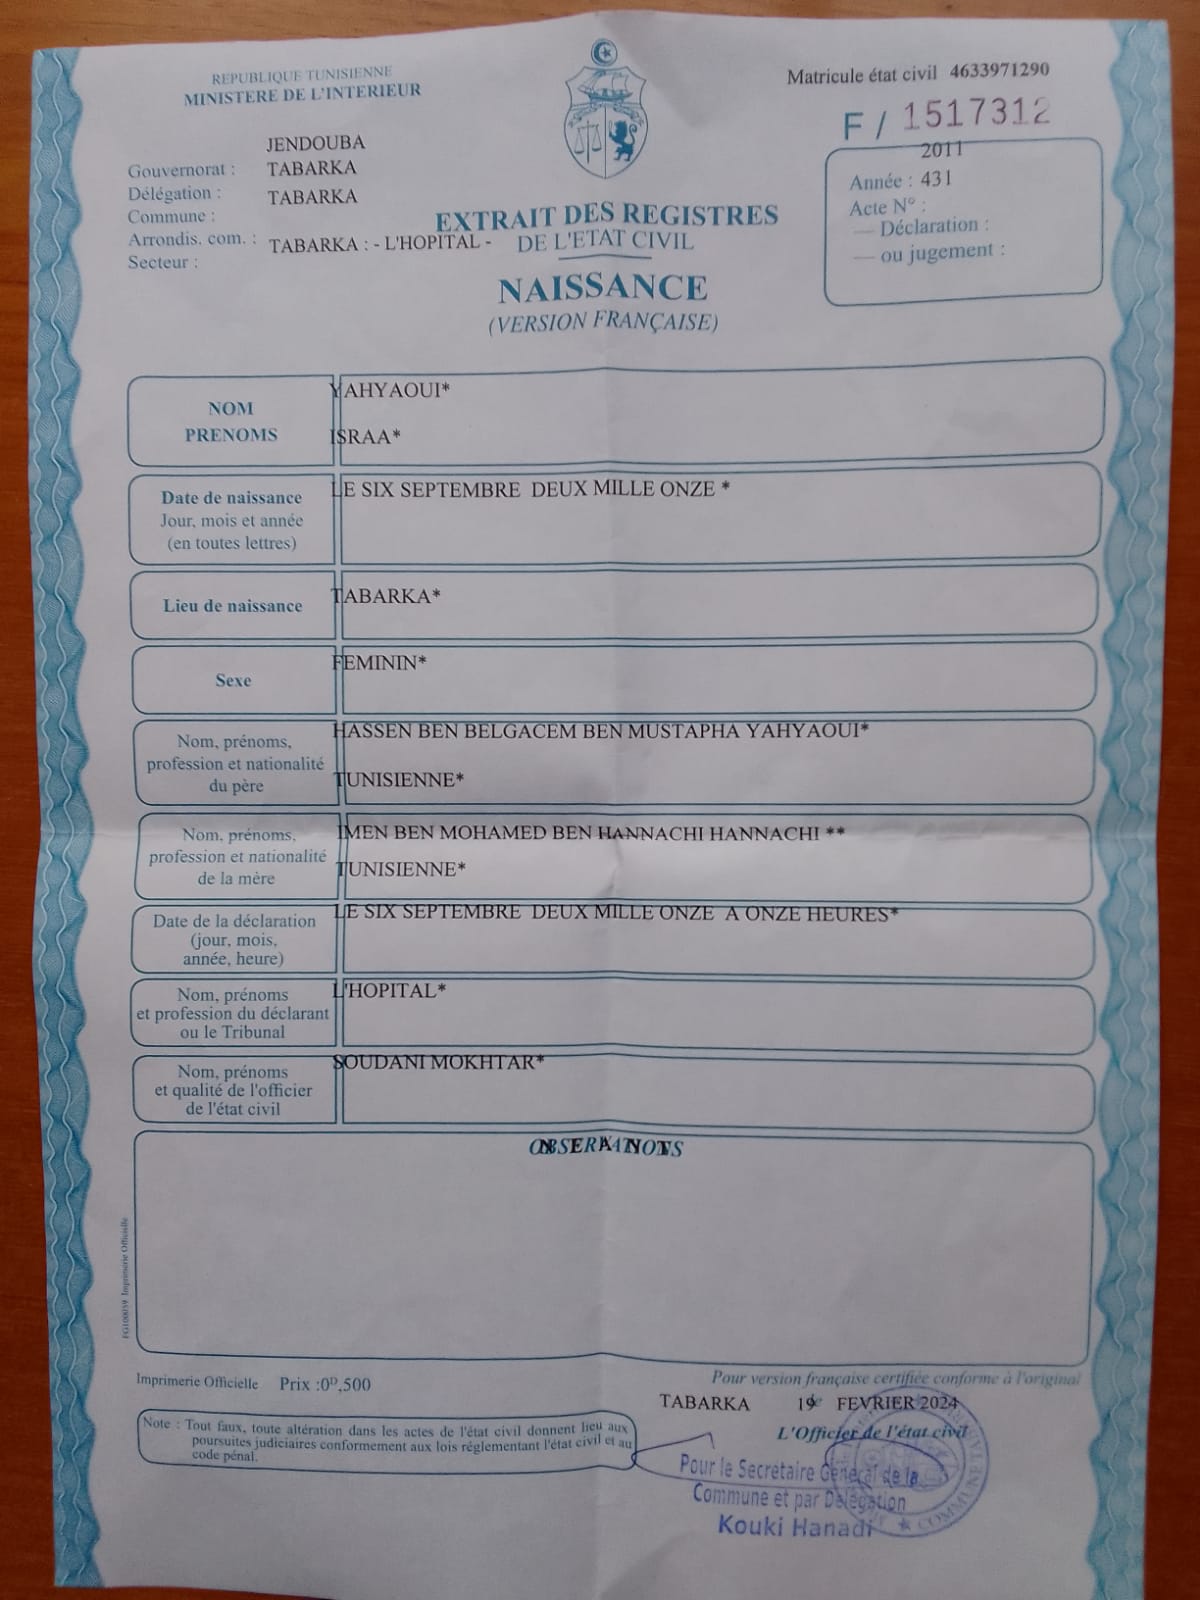 REPUBLIQUE TUNISIENNE
MINISTERE DE L'INTERIEUR
Matricule état civil 4633971290
F / 1517312
JENDOUBA
Gouvernorat : TABARKA
Délégation : TABARKA
Commune :
Arrondis. com. : TABARKA : - L'HOPITAL -
Secteur :
2011
Année : 431
Acte N° :
— Déclaration :
— ou jugement :
EXTRAIT DES REGISTRES
DE L'ETAT CIVIL
NAISSANCE
(VERSION FRANÇAISE)
NOM
PRENOMS
YAHYAOUI*
ISRAA*
Date de naissance
Jour, mois et année
(en toutes lettres)
LE SIX SEPTEMBRE DEUX MILLE ONZE *
Lieu de naissance
TABARKA*
Sexe
FEMININ*
Nom, prénoms,
profession et nationalité
du père
HASSEN BEN BELGACEM BEN MUSTAPHA YAHYAOUI*
TUNISIENNE*
Nom, prénoms,
profession et nationalité
de la mère
IMEN BEN MOHAMED BEN HANNACHI HANNACHI **
TUNISIENNE*
Date de la déclaration
(jour, mois,
année, heure)
LE SIX SEPTEMBRE DEUX MILLE ONZE A ONZE HEURES*
Nom, prénoms
et profession du déclarant
ou le Tribunal
L'HOPITAL*
Nom, prénoms
et qualité de l'officier
de l'état civil
SOUDANI MOKHTAR*
FG100059 Imprimerie Officielle
Imprimerie Officielle Prix :0ᴰ,500
Note : Tout faux, toute altération dans les actes de l'état civil donnent lieu aux
poursuites judiciaires conformement aux lois réglementant l'état civil et au
code pénal.
Pour version française certifiée conforme à l'original
TABARKA FEVRIER 2024
L'Officier de l'état civil
Pour le Secrétaire Général de la
Commune et par Délégation
Kouki Hanadi